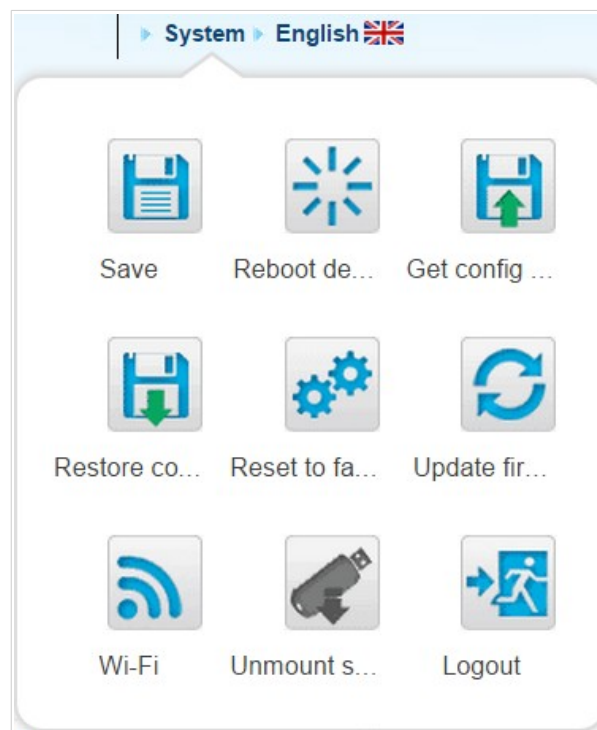 System English
Save Reboot de... Get config ...
Restore co... Reset to fa... Update fir...
Wi-Fi Unmount s... Logout